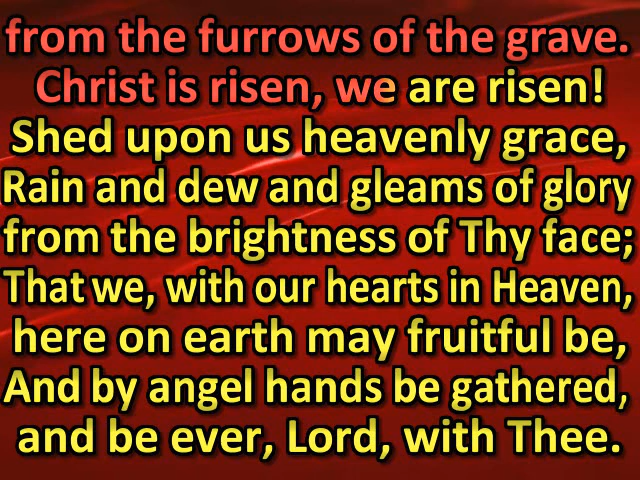 from the furrows of the grave.
Christ is risen, we are risen!
Shed upon us heavenly grace,
Rain and dew and gleams of glory
from the brightness of Thy face;
That we, with our hearts in Heaven,
here on earth may fruitful be,
And by angel hands be gathered,
and be ever, Lord, with Thee.